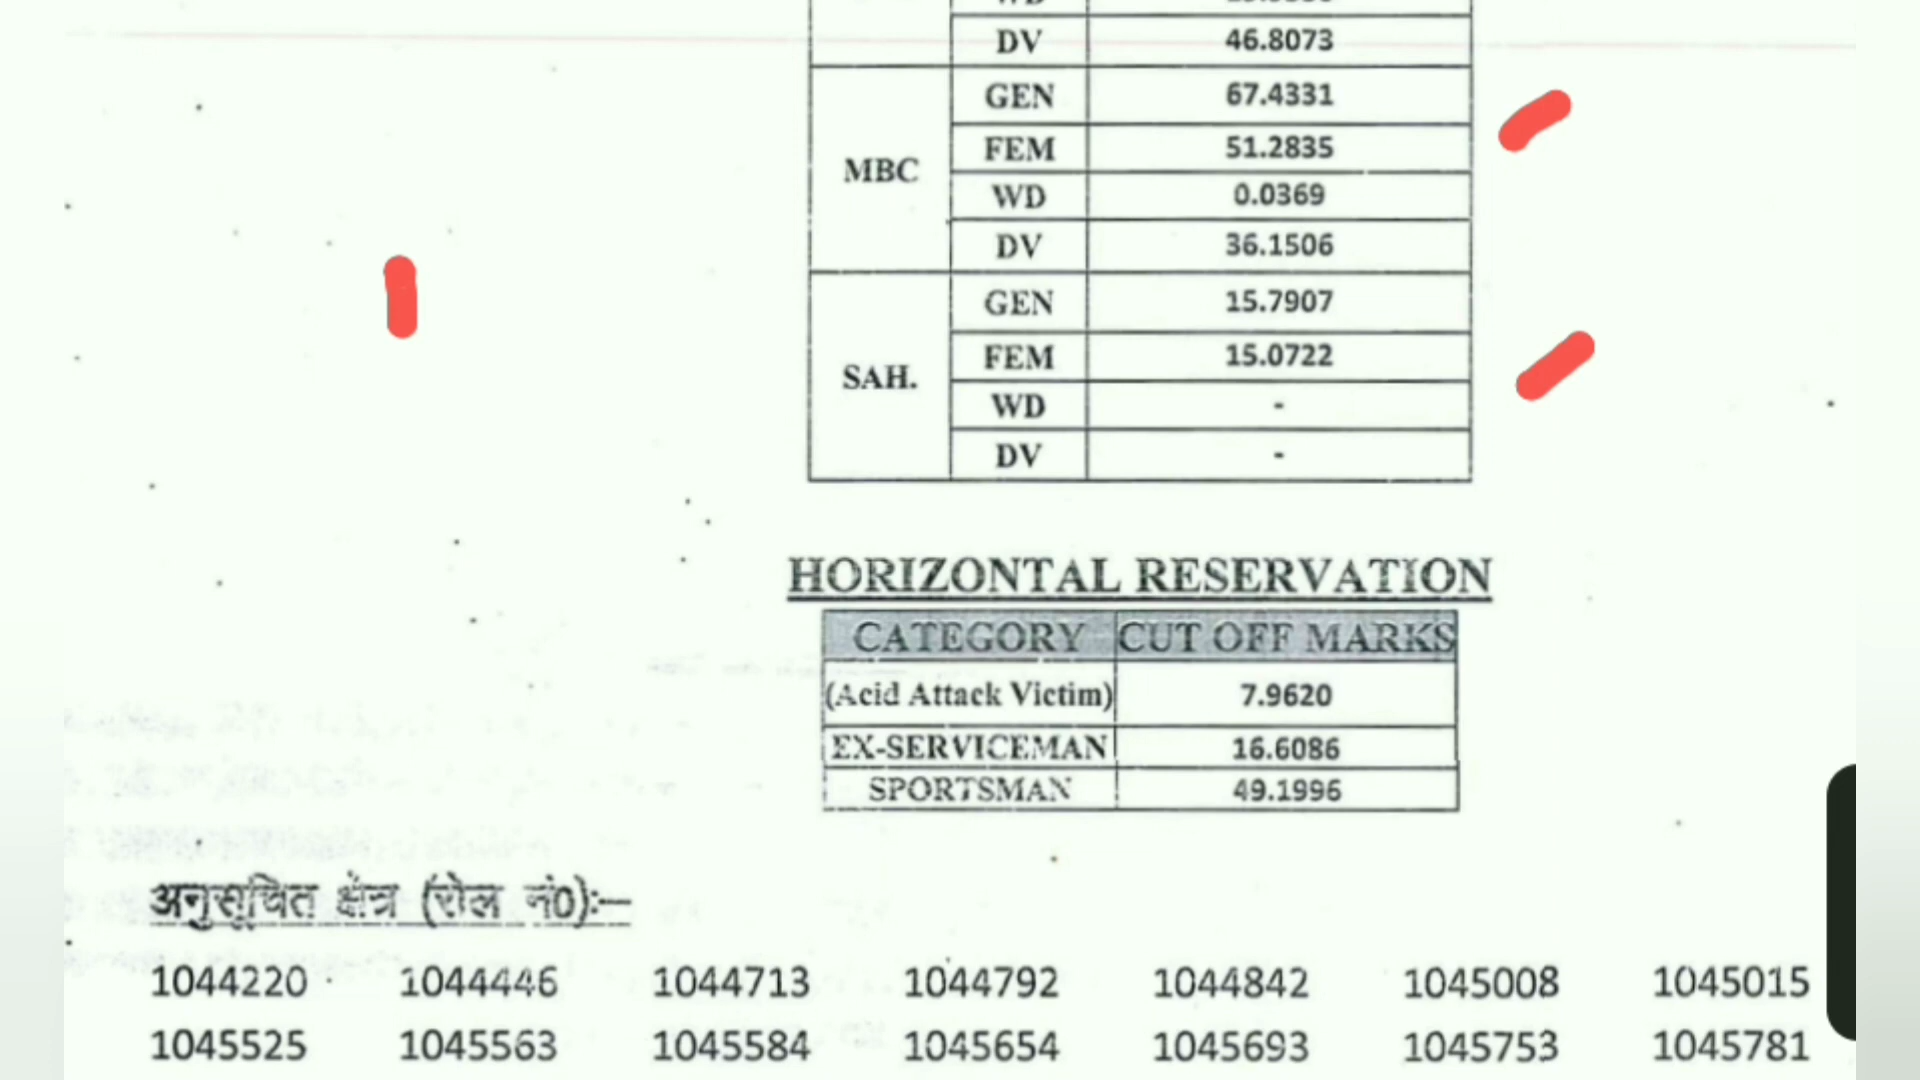 DV 46.8073
GEN 67.4331
FEM 51.2835
MBC
WD 0.0369
DV 36.1506
GEN 15.7907
FEM 15.0722
SAH.
WD -
DV -
HORIZONTAL RESERVATION
CATEGORY CUT OFF MARKS
(Acid Attack Victim) 7.9620
EX-SERVICEMAN 16.6086
SPORTSMAN 49.1996
अनुसूचित क्षेत्र (रोल नं0):—
1044220 1044446 1044713 1044792 1044842 1045008 1045015
1045525 1045563 1045584 1045654 1045693 1045753 1045781